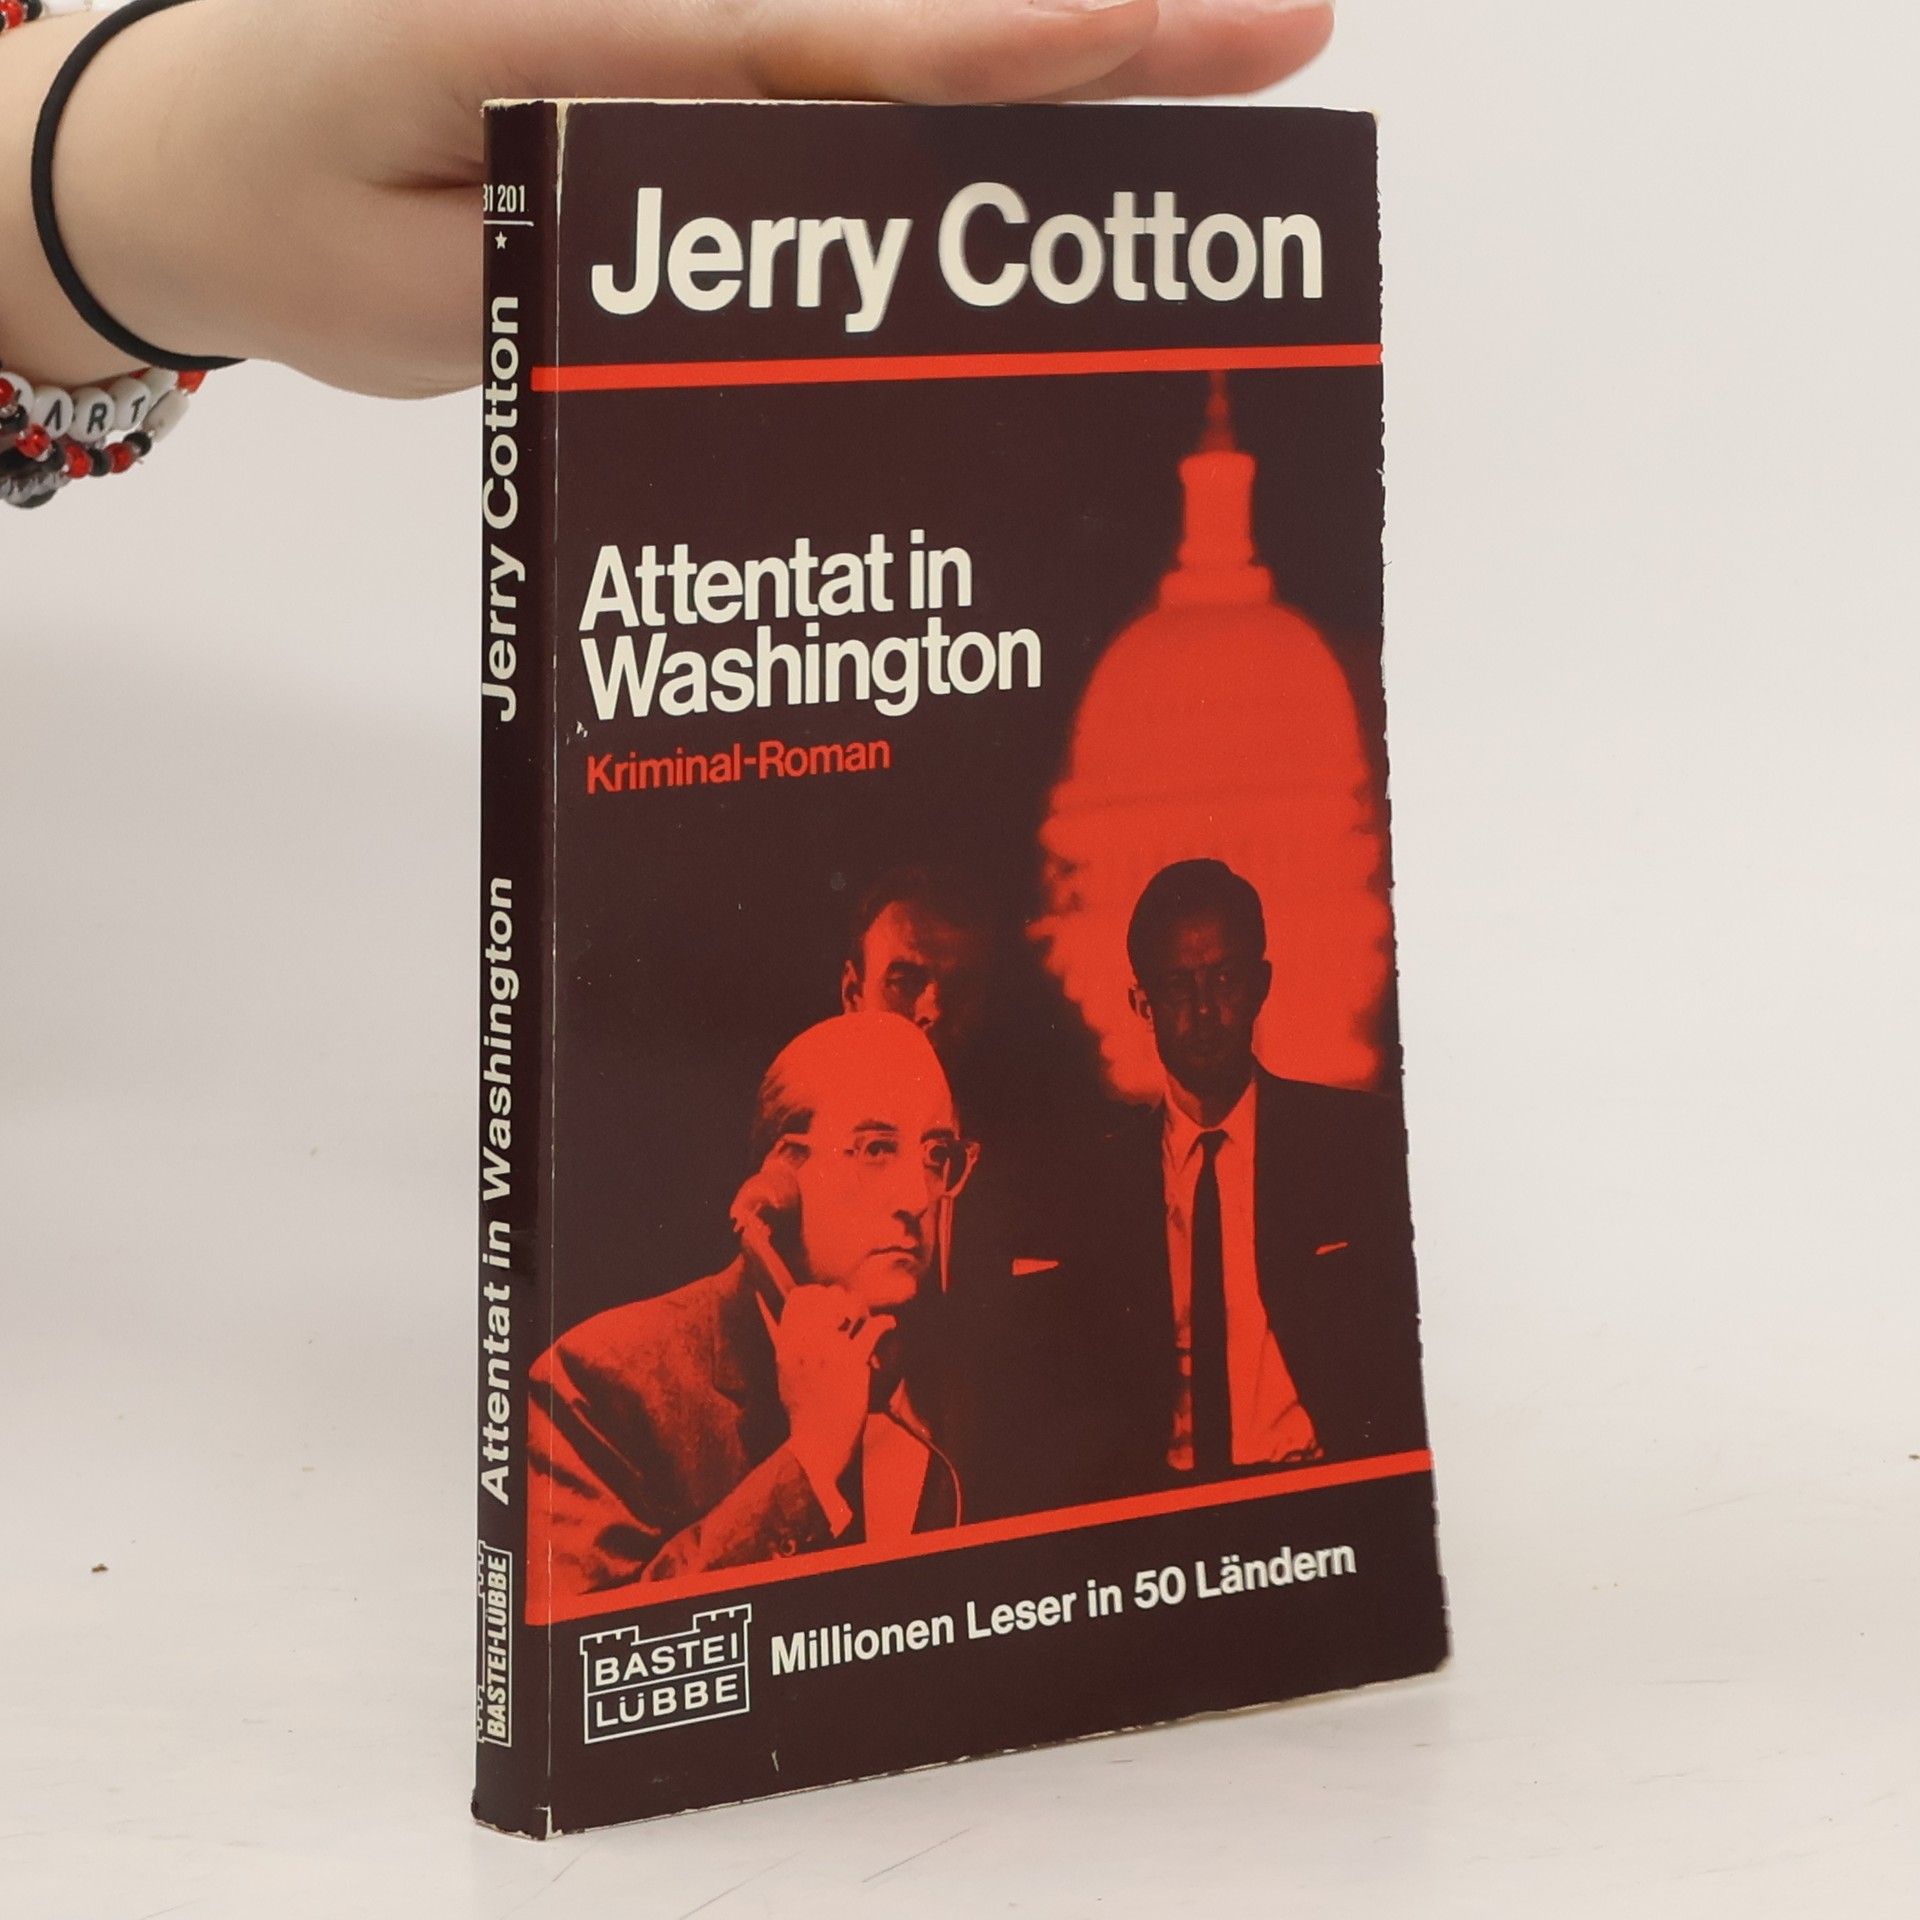 31 201
Jerry Cotton
Attentat in Washington
BASTEI-LÜBBE
Jerry Cotton
Attentat in
Washington
Kriminal-Roman
BASTEI
LÜBBE
Millionen Leser in 50 Ländern
ART